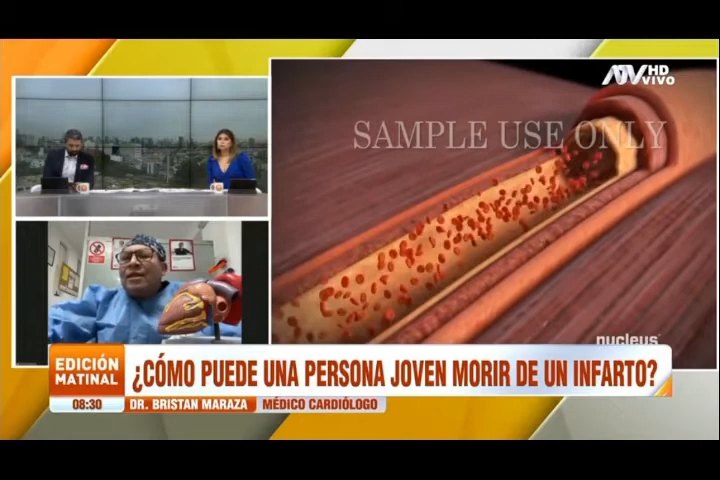 ATV HD
VIVO
SAMPLE USE ONLY
nucleus
EDICIÓN
MATINAL
¿CÓMO PUEDE UNA PERSONA JOVEN MORIR DE UN INFARTO?
08:30
DR. BRISTAN MARAZA
MÉDICO CARDIÓLOGO